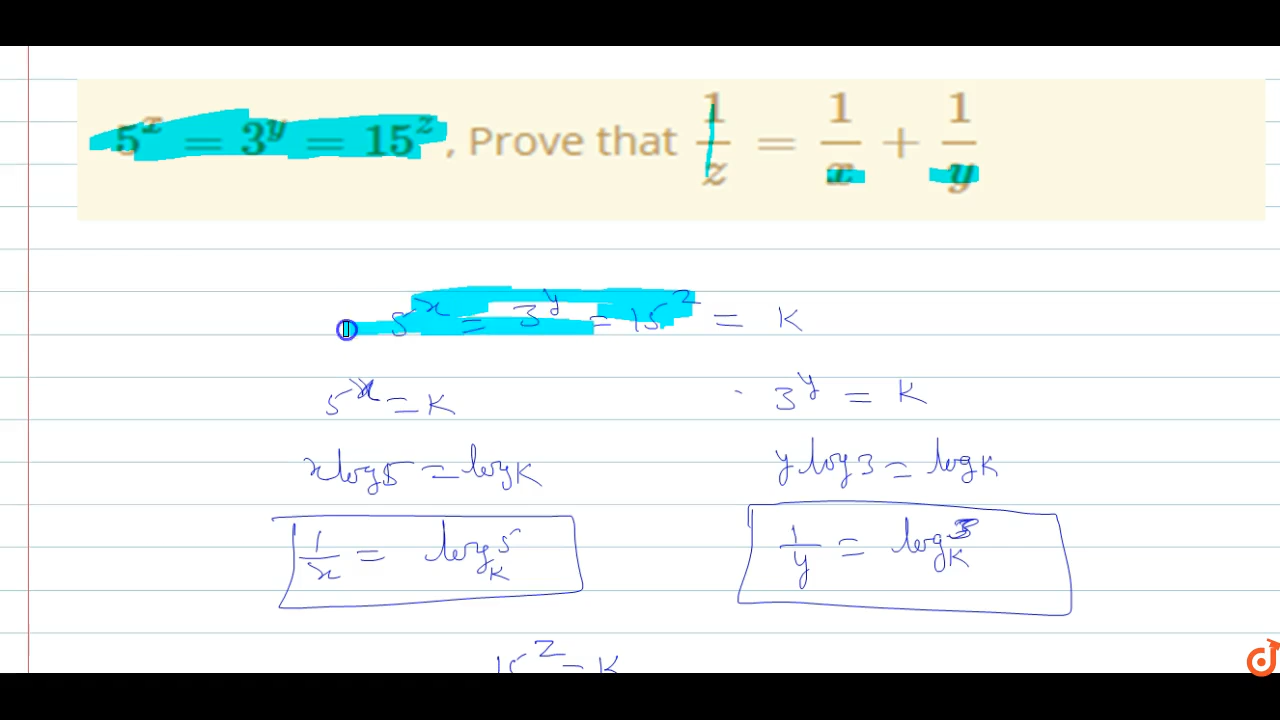 5^x = 3^y = 15^z, Prove that 1/z = 1/x + 1/y
5^x = 3^y = 15^z = K
5^x = K
3^y = K
x log 5 = log K
y log 3 = log K
1/x = log_K 5
1/y = log_K 3
15^z = K